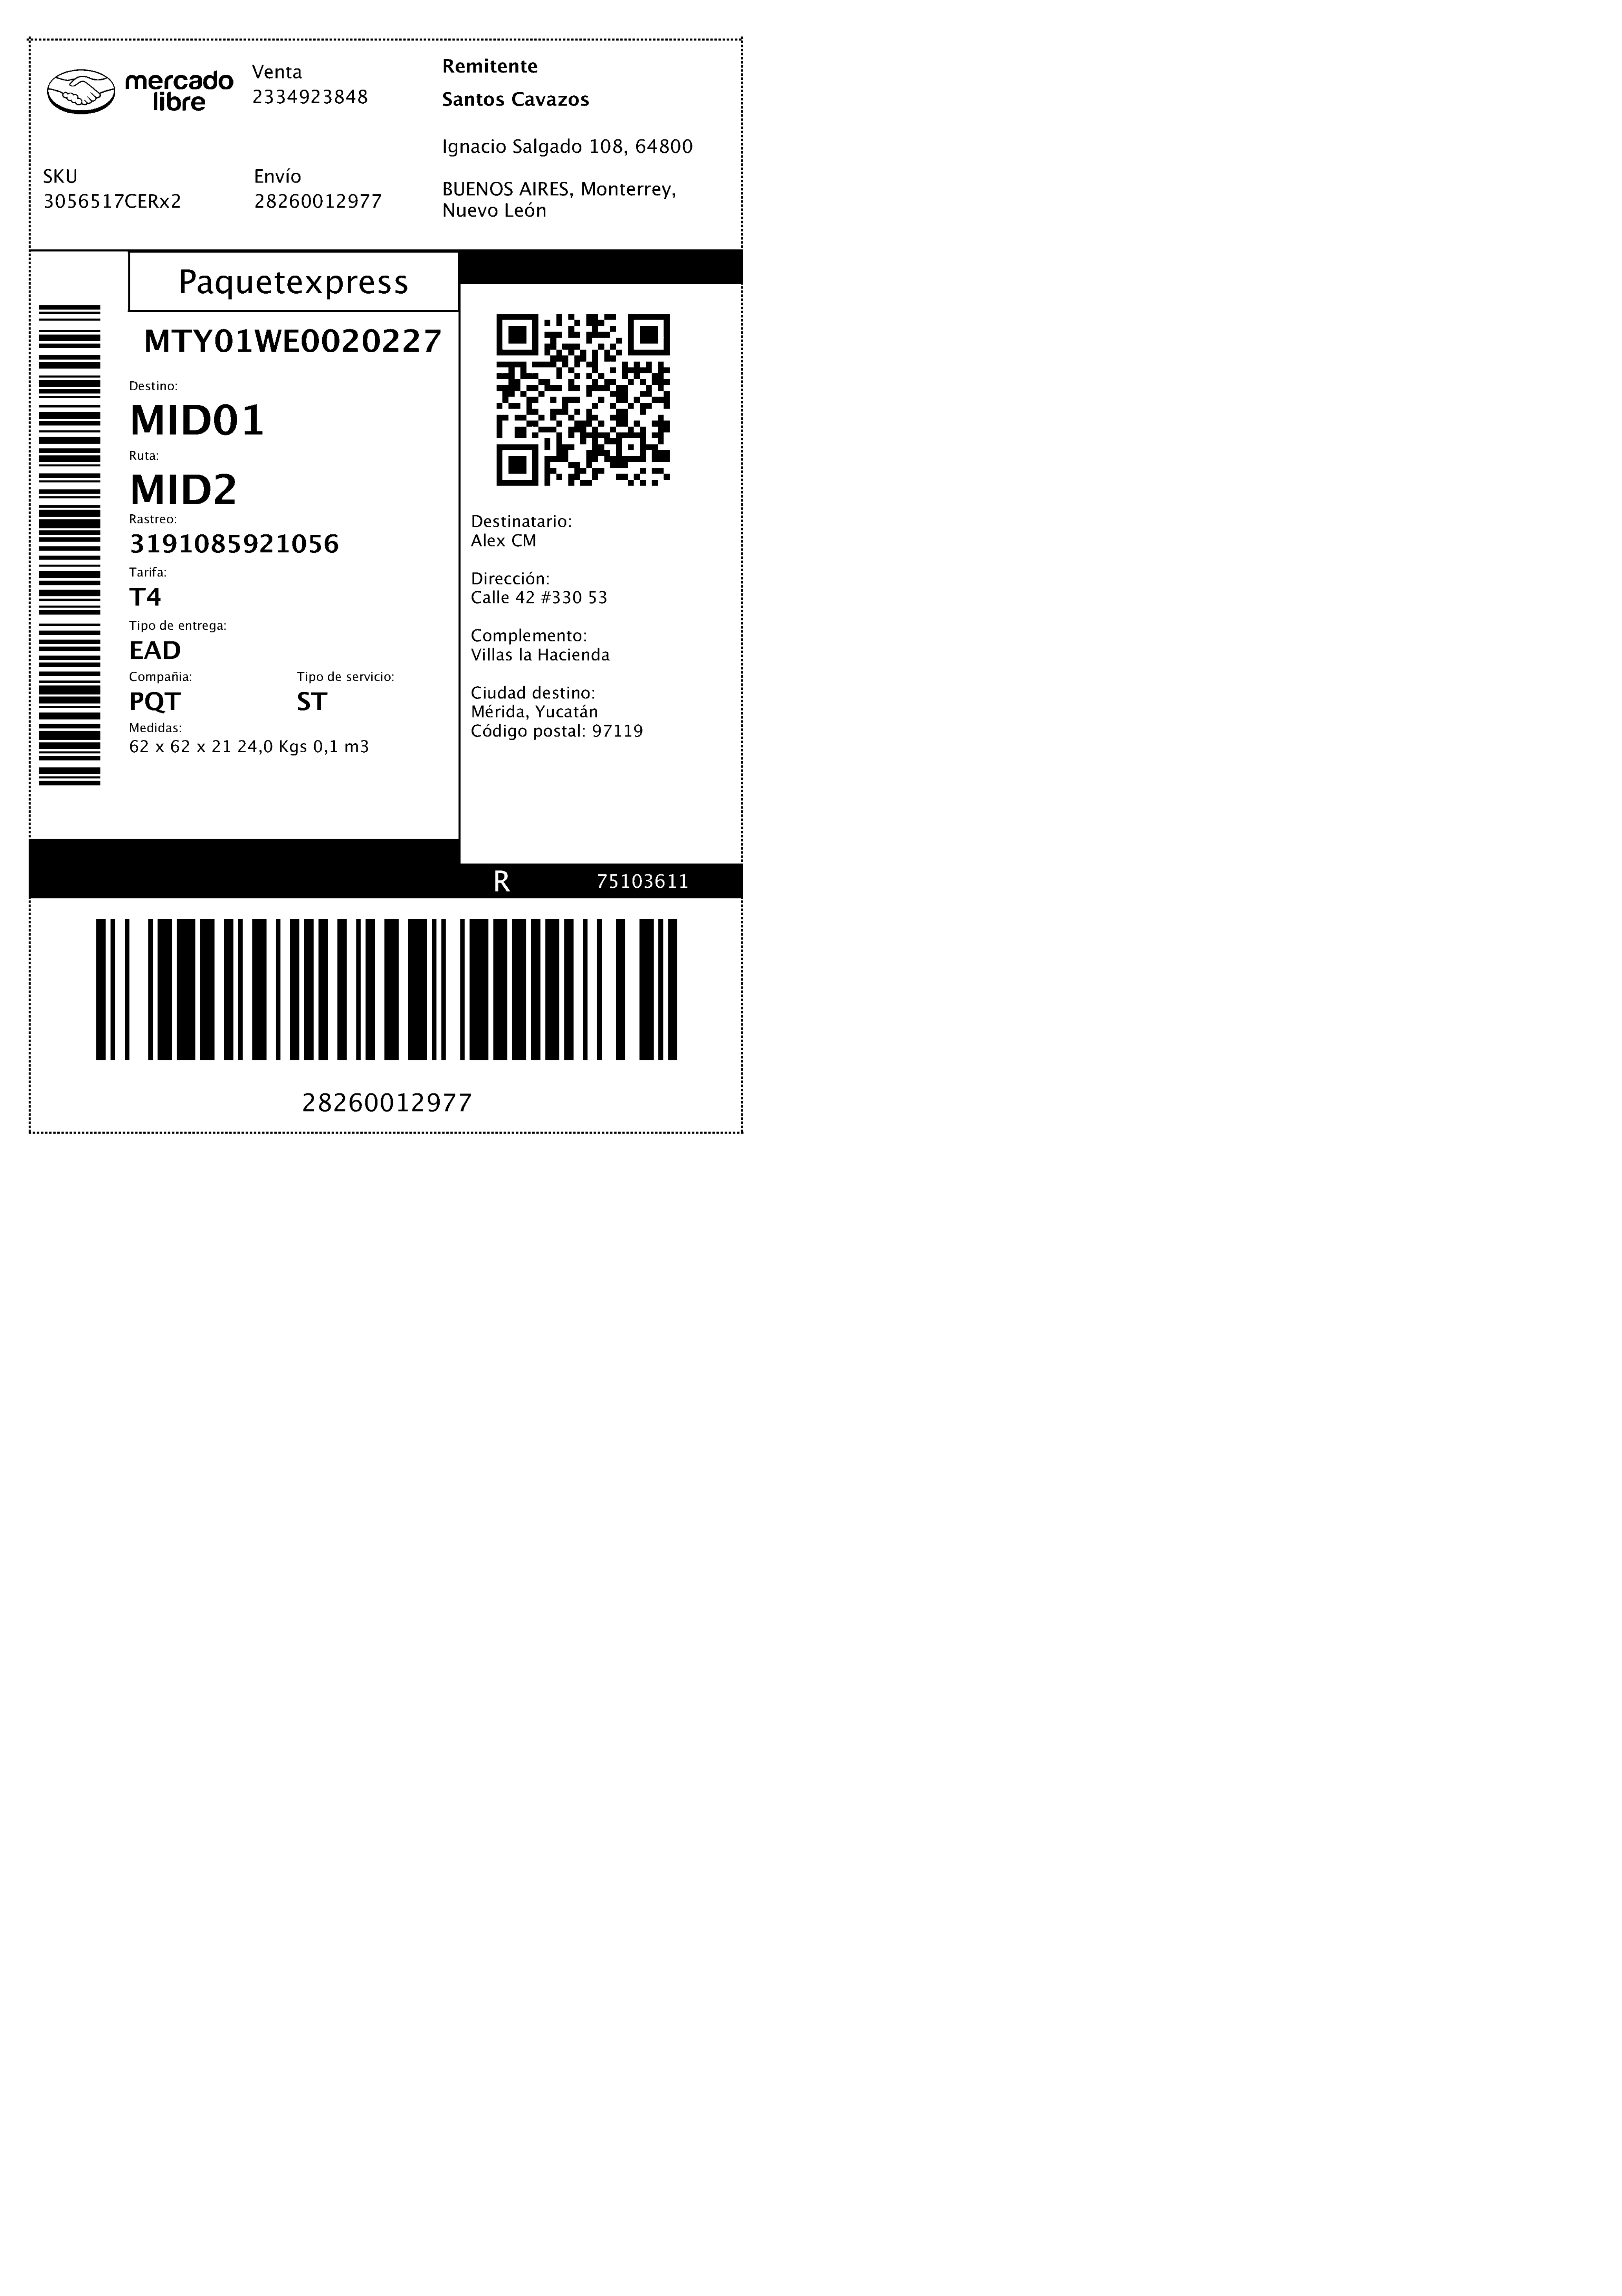 mercado
libre
Venta
2334923848
SKU
3056517CERx2
Envío
28260012977
Remitente
Santos Cavazos
Ignacio Salgado 108, 64800
BUENOS AIRES, Monterrey,
Nuevo León
Paquetexpress
MTY01WE0020227
Destino:
MID01
Ruta:
MID2
Rastreo:
3191085921056
Tarifa:
T4
Tipo de entrega:
EAD
Compañia:
PQT
Tipo de servicio:
ST
Medidas:
62 x 62 x 21 24,0 Kgs 0,1 m3
Destinatario:
Alex CM
Dirección:
Calle 42 #330 53
Complemento:
Villas la Hacienda
Ciudad destino:
Mérida, Yucatán
Código postal: 97119
R 75103611
28260012977